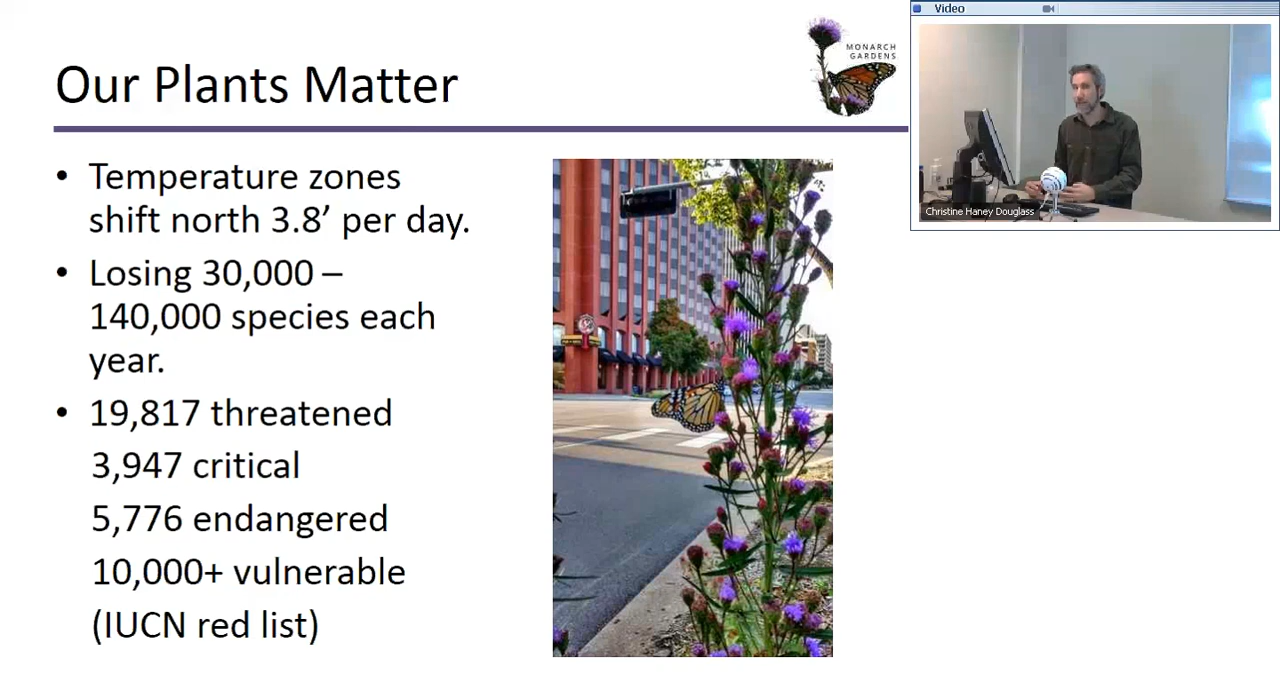 Our Plants Matter
MONARCH
GARDENS
Video
Christine Haney Douglass
• Temperature zones
shift north 3.8’ per day.
• Losing 30,000 –
140,000 species each
year.
• 19,817 threatened
3,947 critical
5,776 endangered
10,000+ vulnerable
(IUCN red list)